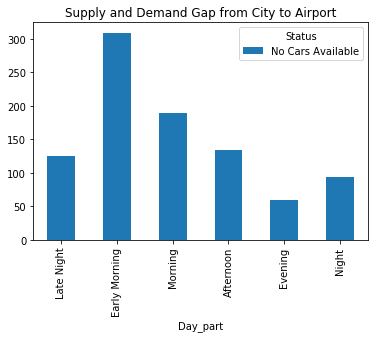 Supply and Demand Gap from City to Airport
Status
No Cars Available
300
250
200
150
100
50
0
Late Night
Early Morning
Morning
Afternoon
Evening
Night
Day_part